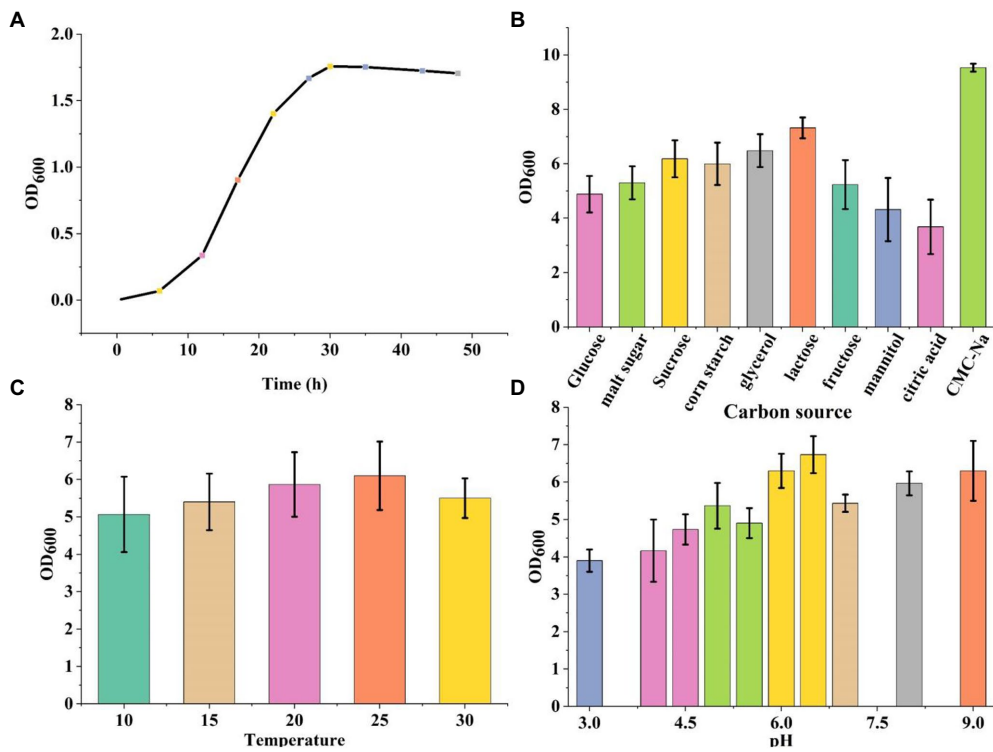 A
2.0
1.5
1.0
0.5
0.0
OD600
0 10 20 30 40 50
Time (h)
B
10
8
6
4
2
0
OD600
Glucose
malt sugar
Sucrose
corn starch
glycerol
lactose
fructose
mannitol
citric acid
CMC-Na
Carbon source
C
8
7
6
5
4
3
2
1
0
OD600
10 15 20 25 30
Temperature
D
8
7
6
5
4
3
2
1
0
OD600
3.0 4.5 6.0 7.5 9.0
pH